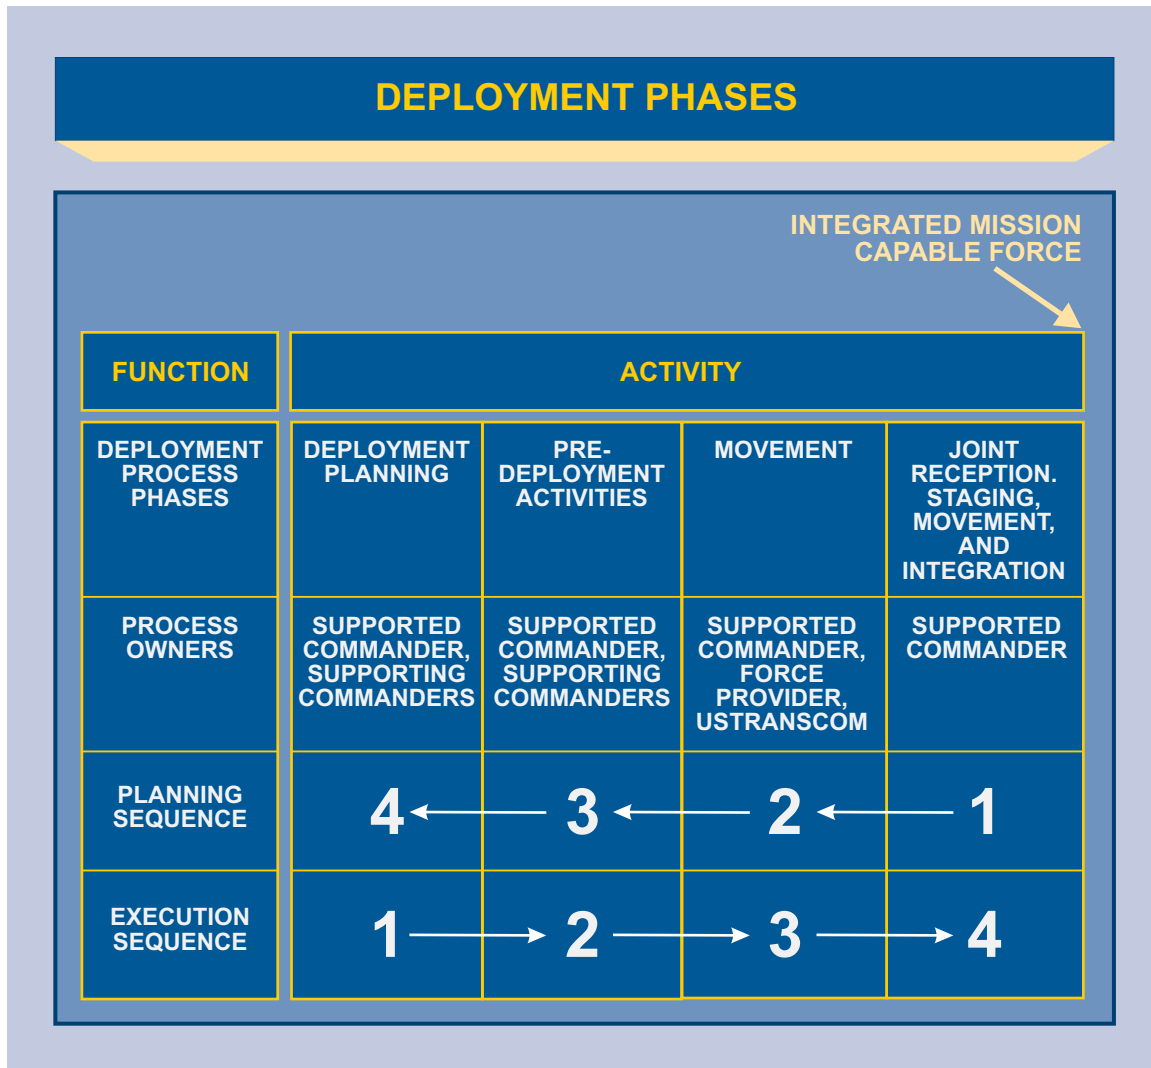 DEPLOYMENT PHASES
INTEGRATED MISSION
CAPABLE FORCE
FUNCTION
ACTIVITY
DEPLOYMENT
PROCESS
PHASES
DEPLOYMENT
PLANNING
PRE-
DEPLOYMENT
ACTIVITIES
MOVEMENT
JOINT
RECEPTION.
STAGING,
MOVEMENT,
AND
INTEGRATION
PROCESS
OWNERS
SUPPORTED
COMMANDER,
SUPPORTING
COMMANDERS
SUPPORTED
COMMANDER,
SUPPORTING
COMMANDERS
SUPPORTED
COMMANDER,
FORCE
PROVIDER,
USTRANSCOM
SUPPORTED
COMMANDER
PLANNING
SEQUENCE
4
3
2
1
EXECUTION
SEQUENCE
1
2
3
4